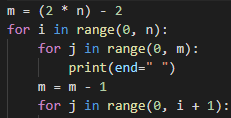 m = (2 * n) - 2
for i in range(0, n):
    for j in range(0, m):
        print(end=" ")
    m = m - 1
    for j in range(0, i + 1):